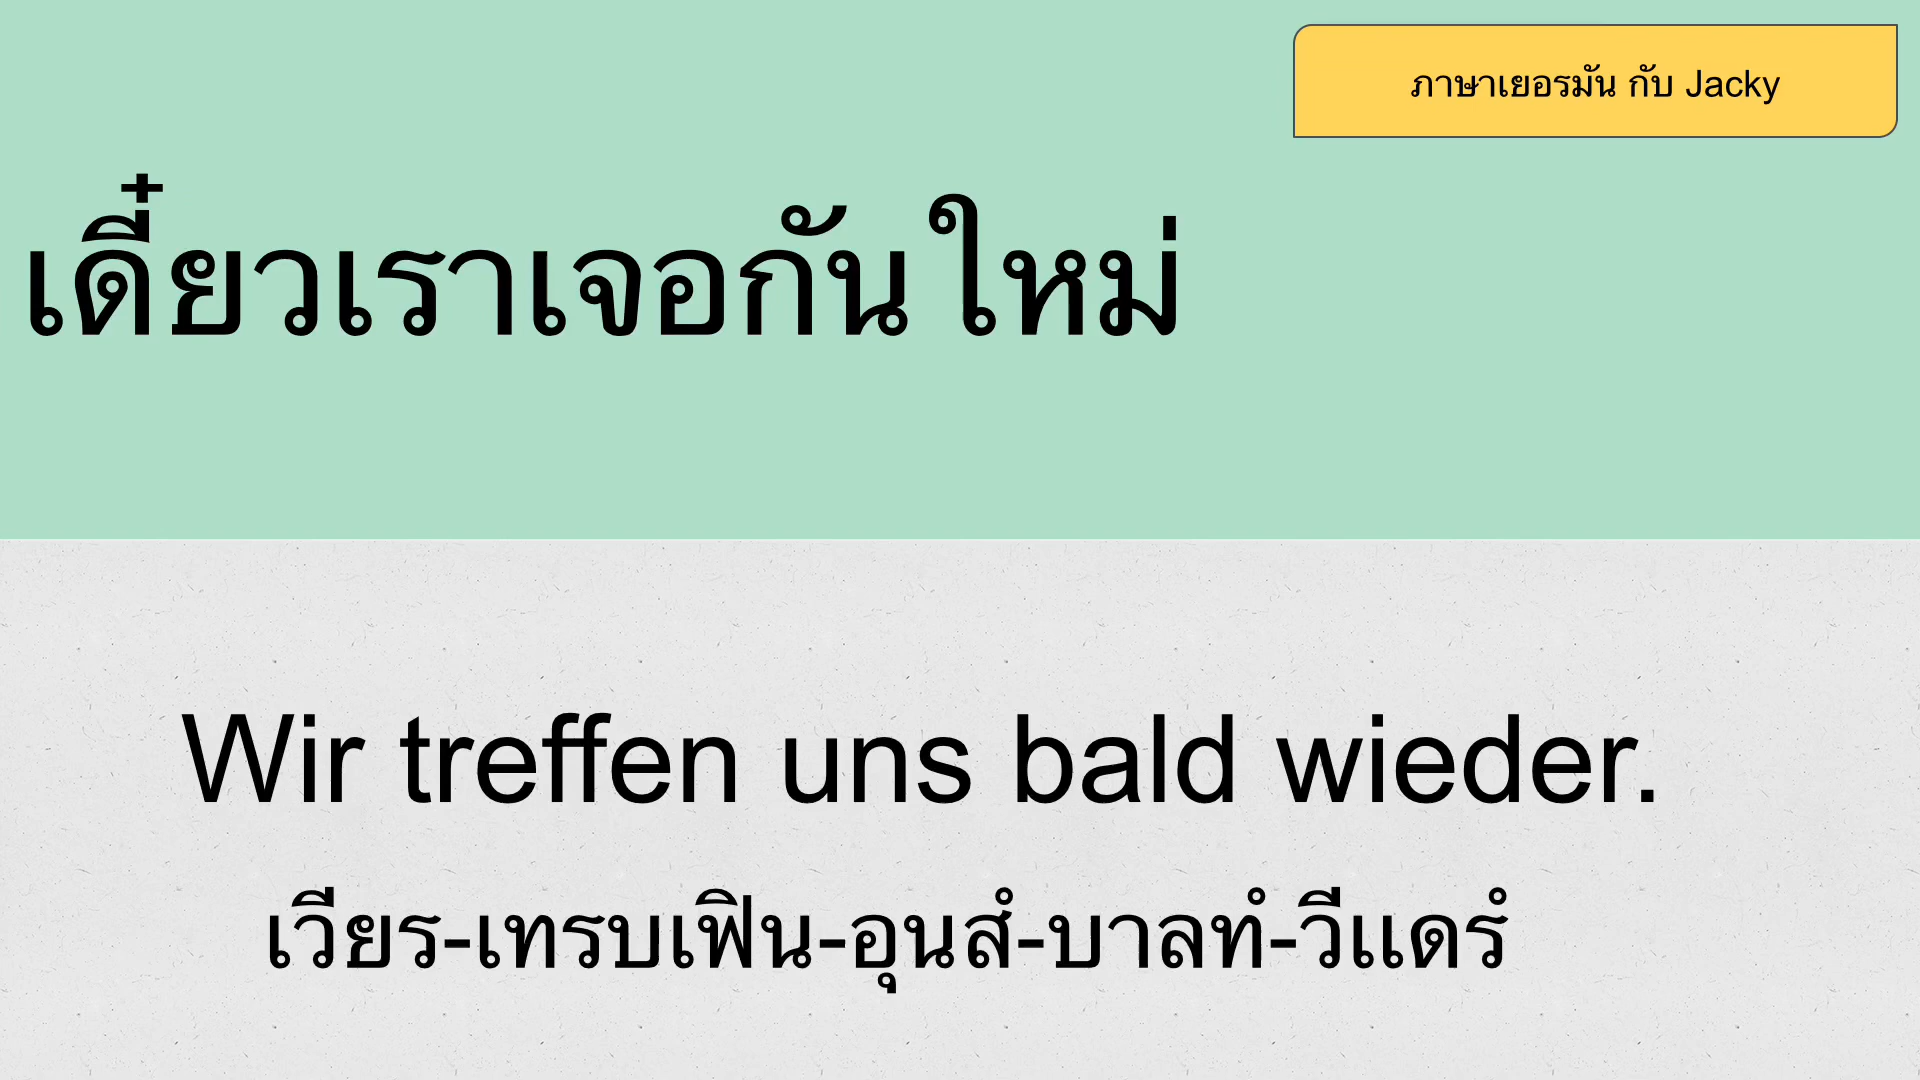 ภาษาเยอรมัน กับ Jacky
เดี๋ยวเราเจอกันใหม่
Wir treffen uns bald wieder.
เวียร-เทรบเฟิน-อุนสํ-บาลทํ-วีแดรํ